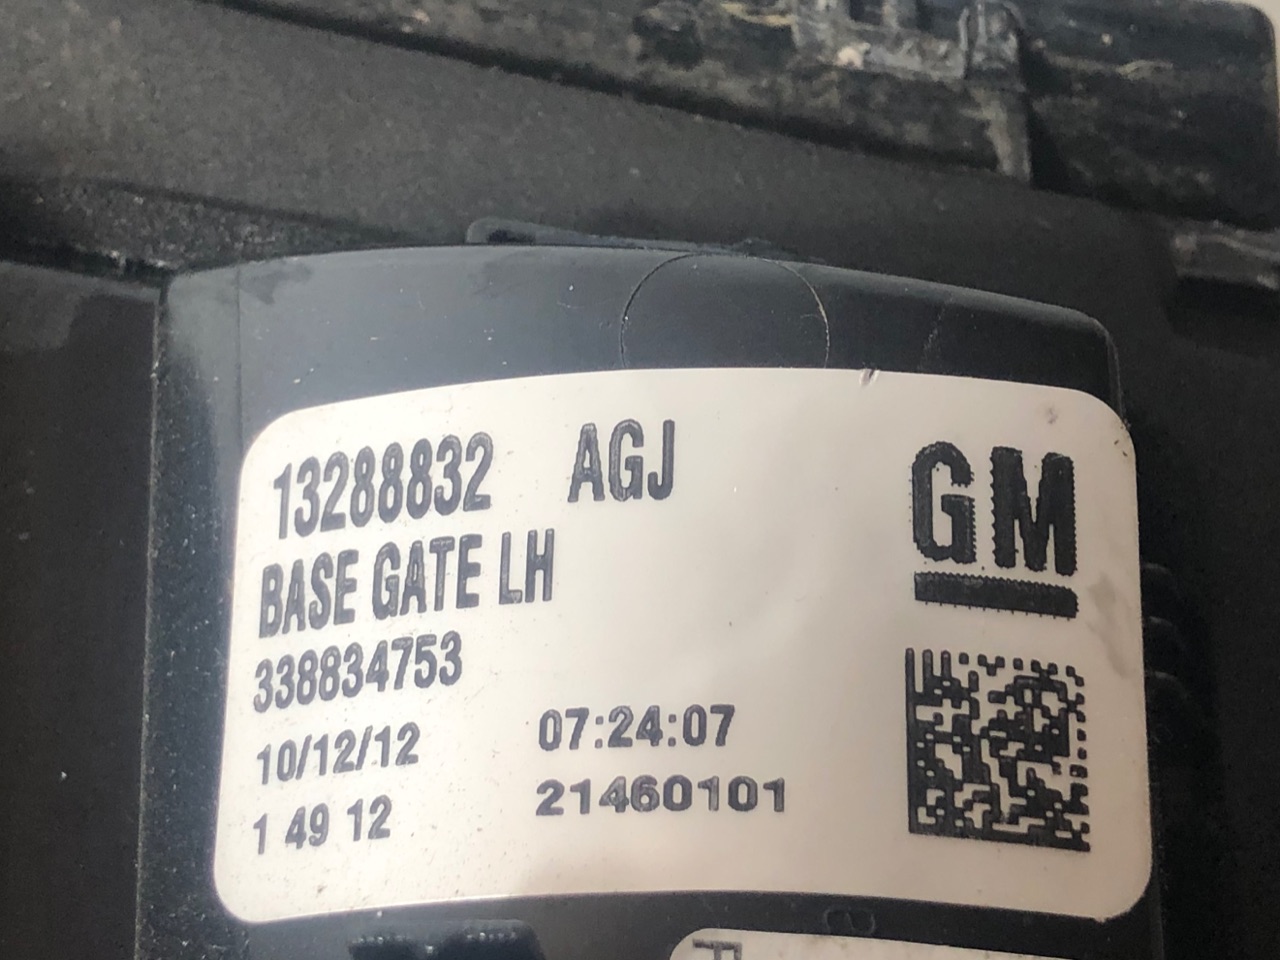 13288832 AGJ
GM
BASE GATE LH
338834753
10/12/12 07:24:07
1 49 12 21460101